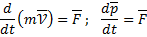 d/dt (mV̅) = F̅ ; dp̅/dt = F̅